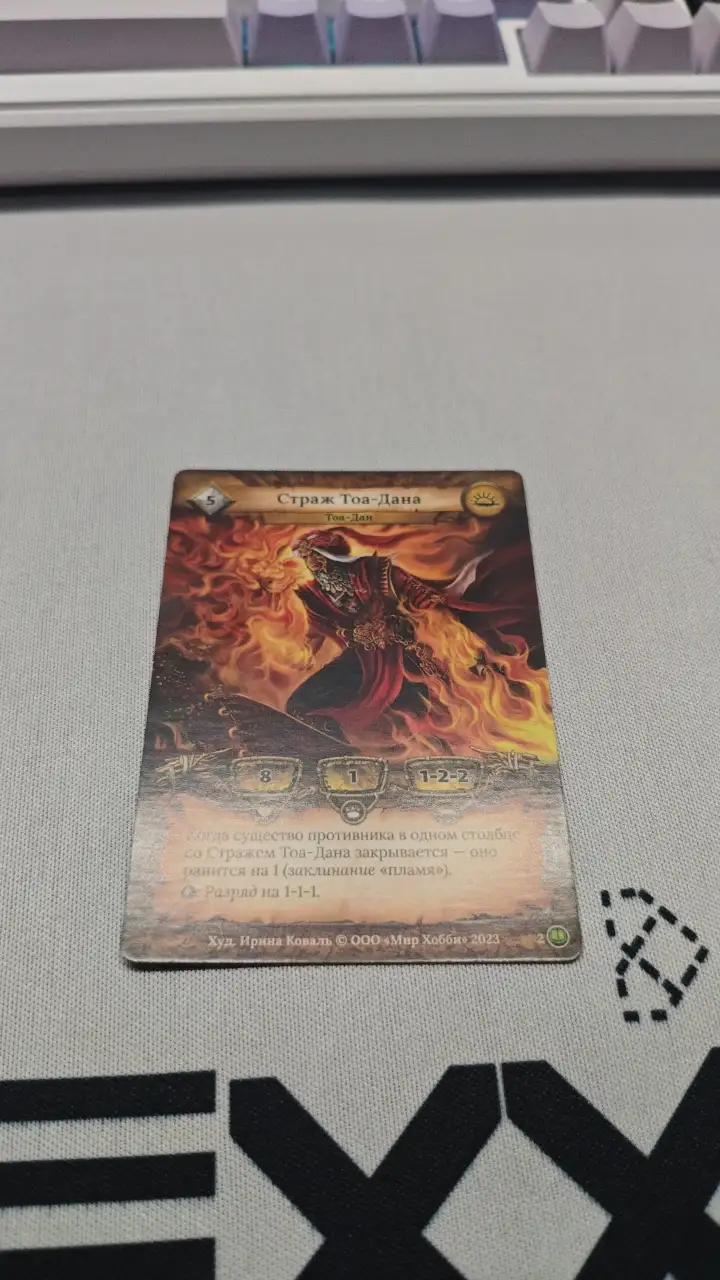 5
Страж Тоа-Дана
Тоа-Дан
8 1 1-2-2
Когда существо противника в одном столбце
со Стражем Тоа-Дана закрывается — оно
ранится на 1 (заклинание «пламя»).
Разряд на 1-1-1.
Худ. Ирина Коваль © ООО «Мир Хобби» 2023 2
EXX